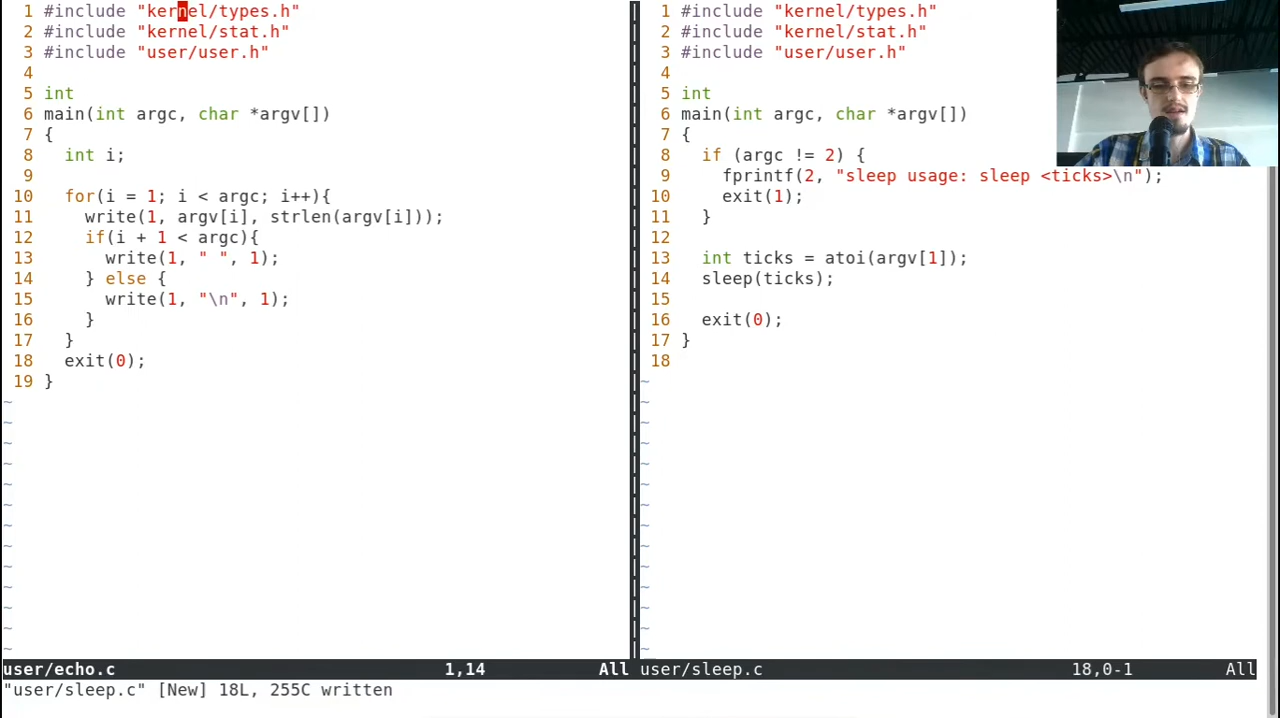 1 #include "kernel/types.h"
2 #include "kernel/stat.h"
3 #include "user/user.h"
4
5 int
6 main(int argc, char *argv[])
7 {
8   int i;
9
10   for(i = 1; i < argc; i++){
11     write(1, argv[i], strlen(argv[i]));
12     if(i + 1 < argc){
13       write(1, " ", 1);
14     } else {
15       write(1, "\n", 1);
16     }
17   }
18   exit(0);
19 }
~
~
~
~
~
~
~
~
~
~
~
~
~
user/echo.c 1,14 All
1 #include "kernel/types.h"
2 #include "kernel/stat.h"
3 #include "user/user.h"
4
5 int
6 main(int argc, char *argv[])
7 {
8   if (argc != 2) {
9     fprintf(2, "sleep usage: sleep <ticks>\n");
10     exit(1);
11   }
12
13   int ticks = atoi(argv[1]);
14   sleep(ticks);
15
16   exit(0);
17 }
18
~
~
~
~
~
~
~
~
~
~
~
~
~
~
user/sleep.c 18,0-1 All
"user/sleep.c" [New] 18L, 255C written